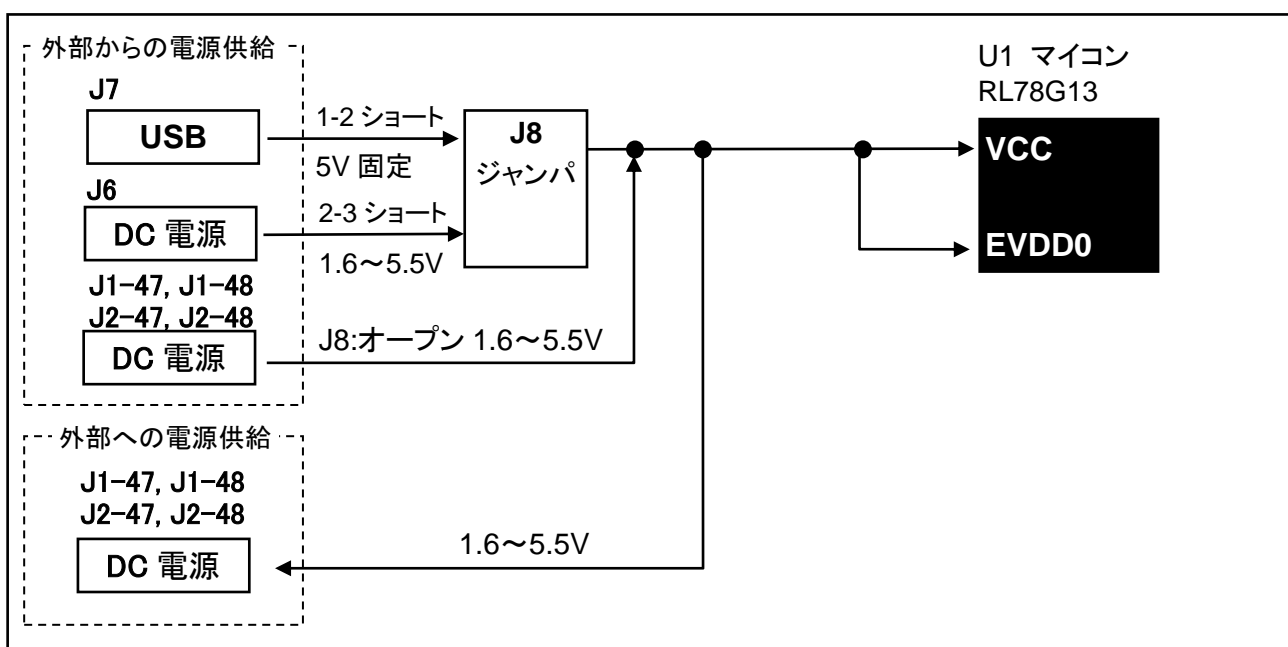 外部からの電源供給
J7
USB
1-2 ショート
5V 固定
J6
DC 電源
2-3 ショート
1.6～5.5V
J8
ジャンパ
J1-47, J1-48
J2-47, J2-48
DC 電源
J8:オープン 1.6～5.5V
U1 マイコン
RL78G13
VCC
EVDD0
外部への電源供給
J1-47, J1-48
J2-47, J2-48
DC 電源
1.6～5.5V